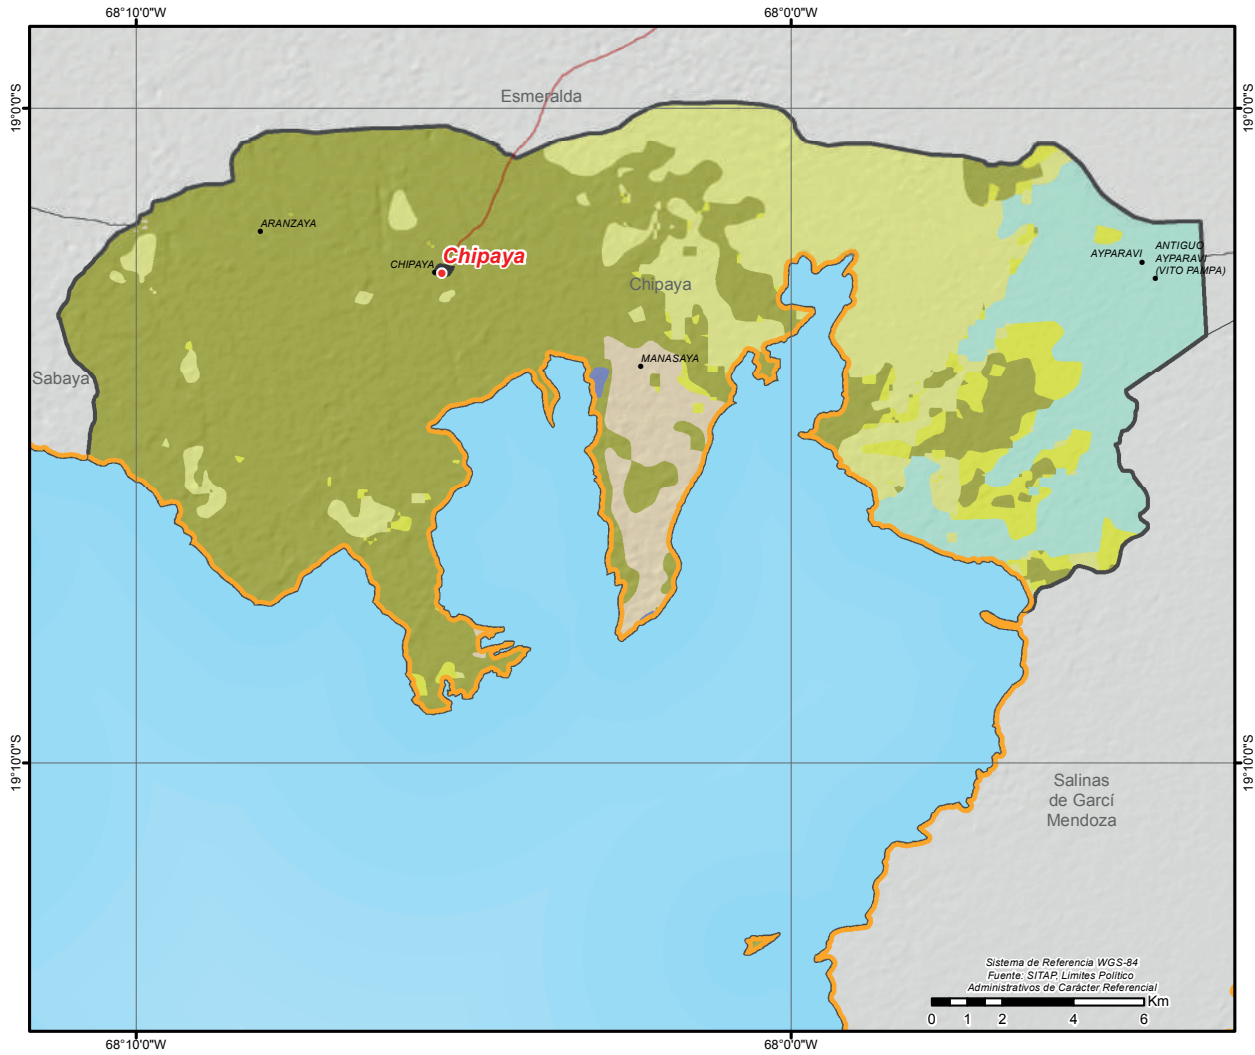 68°10'0"W
68°0'0"W
19°0'0"S
19°0'0"S
Esmeralda
ARANZAYA
Chipaya
CHIPAYA
Chipaya
ANTIGUO
AYPARAVI
AYPARAVI
(VITO PAMPA)
MANASAYA
Sabaya
19°10'0"S
19°10'0"S
Salinas
de Garcí
Mendoza
Sistema de Referencia WGS-84
Fuente: SITAP, Limites Político
Administrativos de Carácter Referencial
Km
0 1 2 4 6
68°10'0"W
68°0'0"W